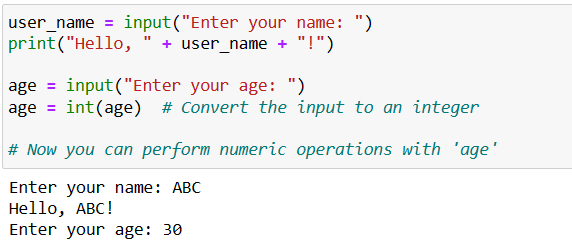 user_name = input("Enter your name: ")
print("Hello, " + user_name + "!")
age = input("Enter your age: ")
age = int(age)  # Convert the input to an integer
# Now you can perform numeric operations with 'age'
Enter your name: ABC
Hello, ABC!
Enter your age: 30